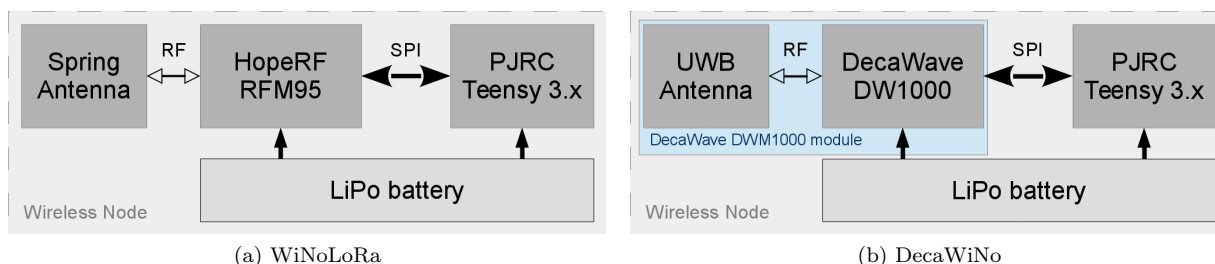 Spring
Antenna
RF
HopeRF
RFM95
SPI
PJRC
Teensy 3.x
LiPo battery
Wireless Node
(a) WiNoLoRa
UWB
Antenna
RF
DecaWave
DW1000
SPI
PJRC
Teensy 3.x
DecaWave DWM1000 module
LiPo battery
Wireless Node
(b) DecaWiNo